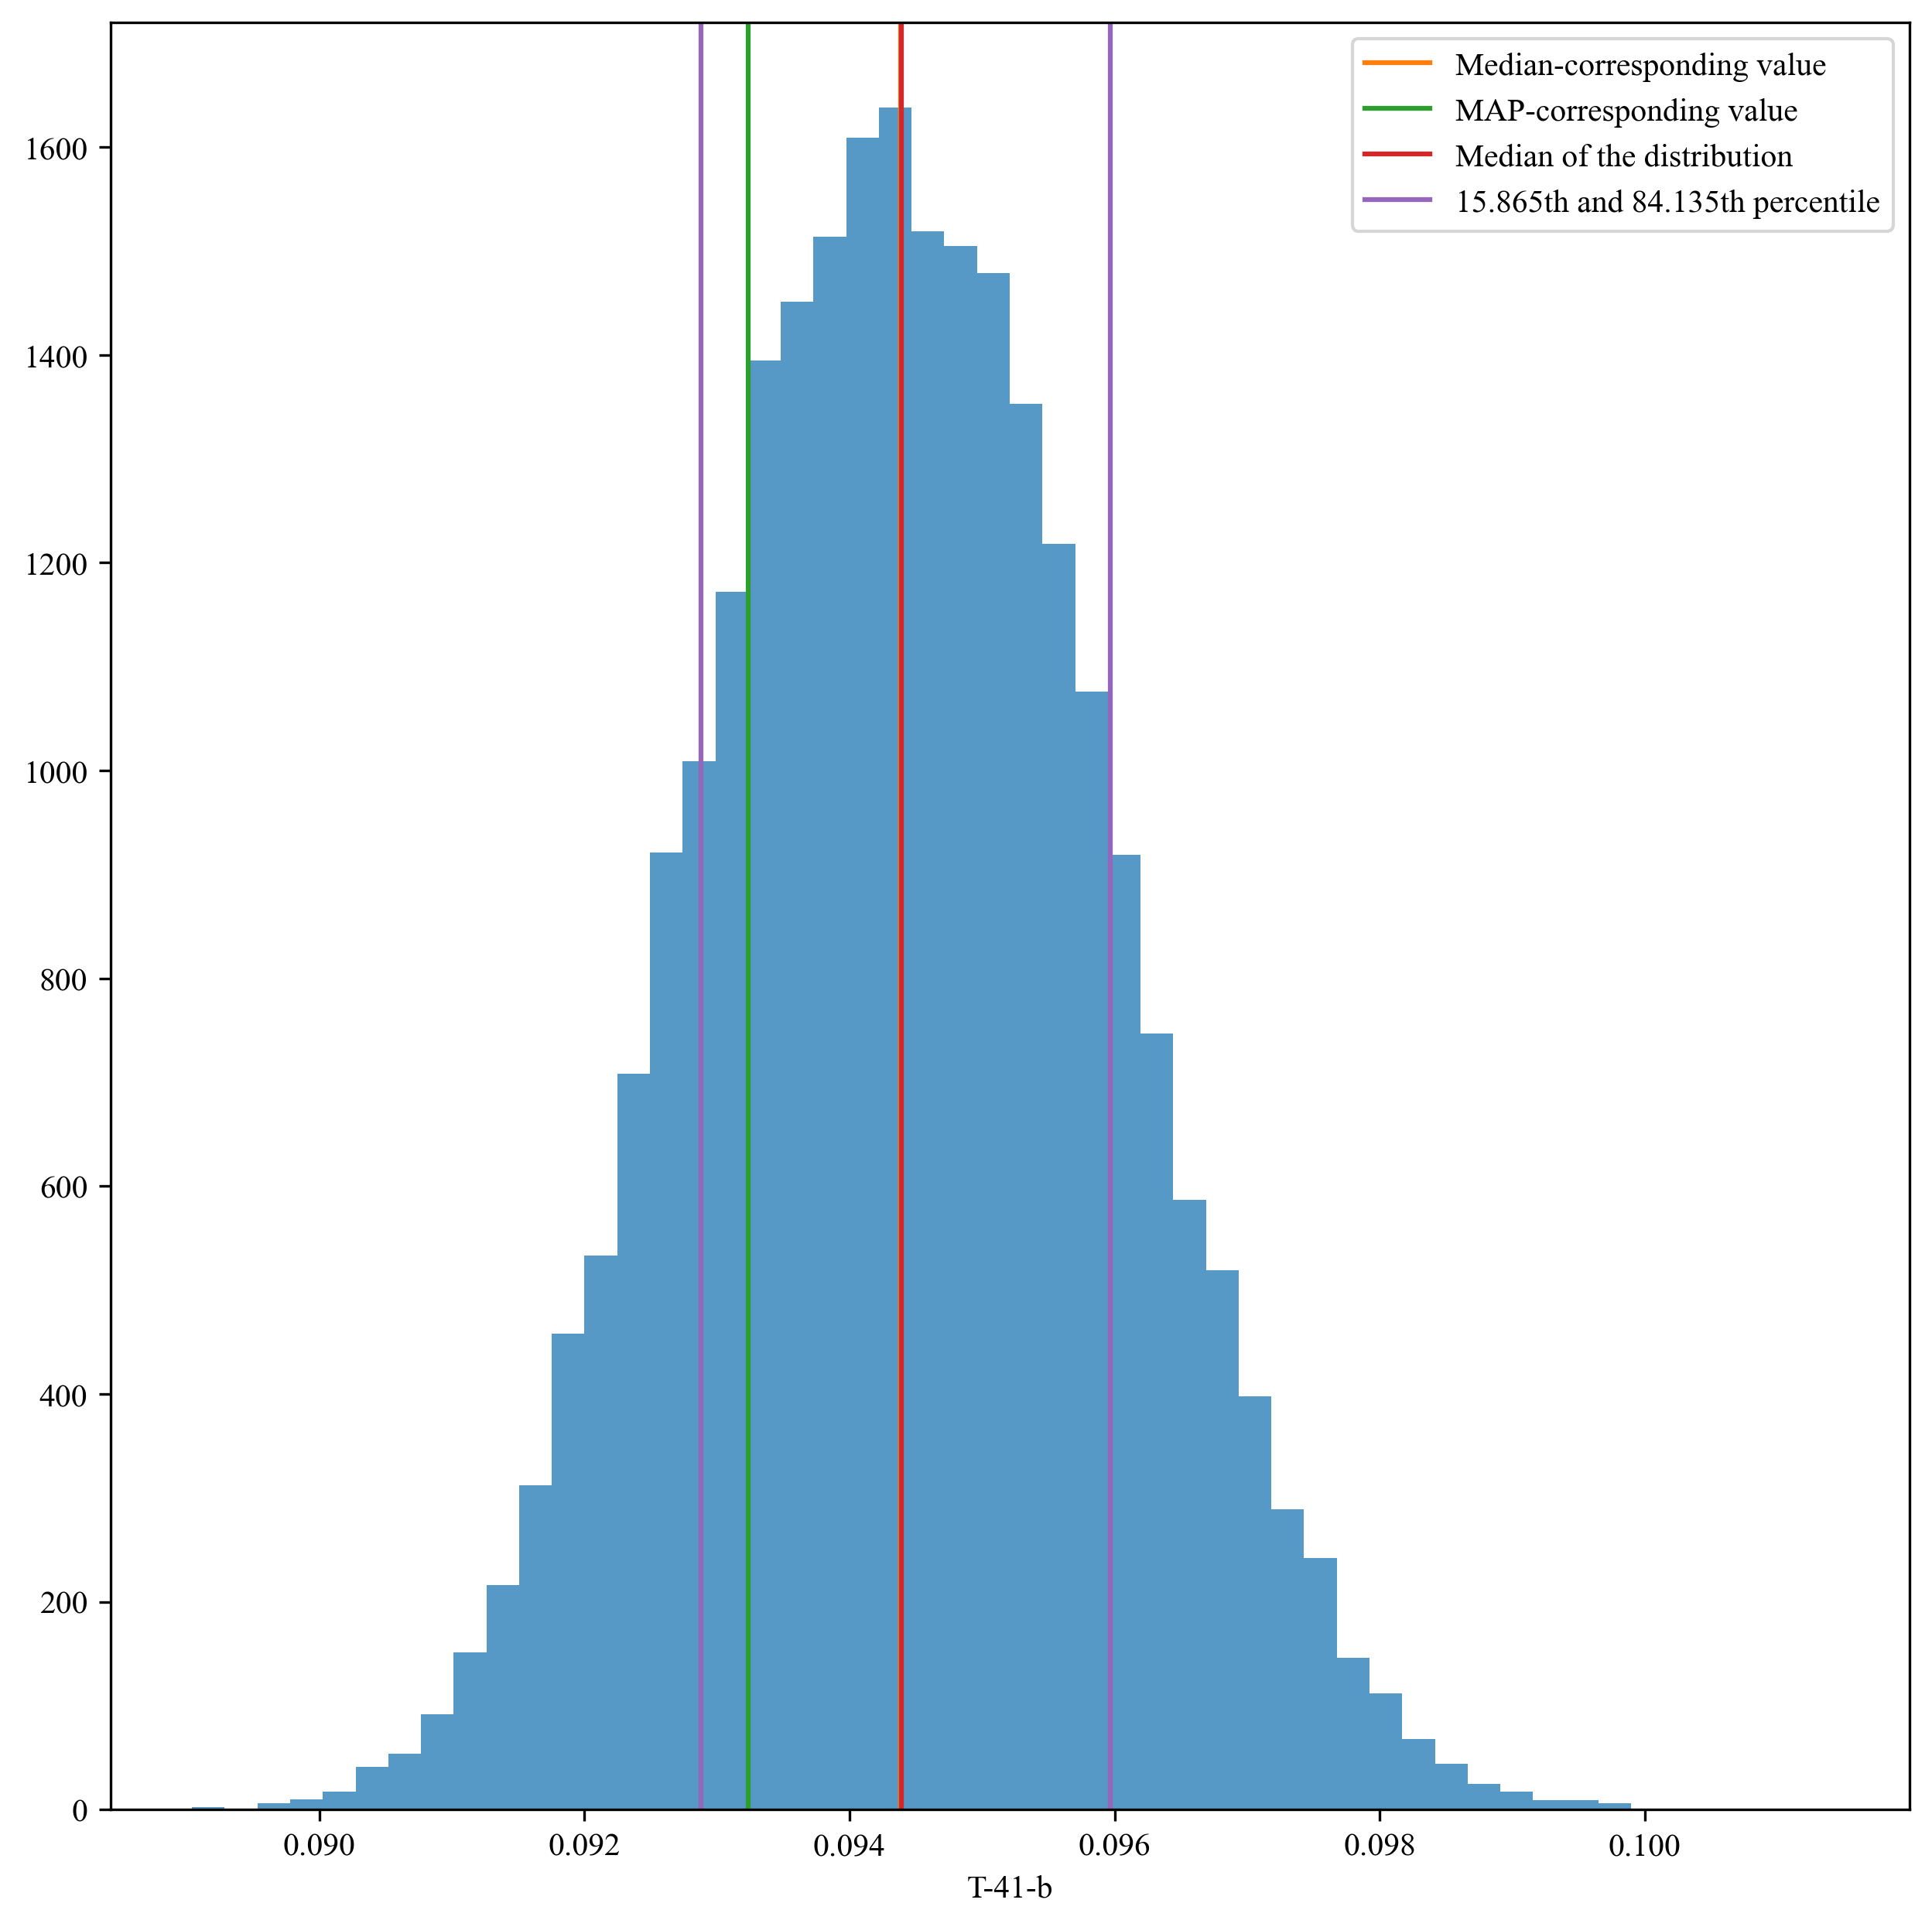 Median-corresponding value
MAP-corresponding value
Median of the distribution
15.865th and 84.135th percentile
1600
1400
1200
1000
800
600
400
200
0
0.090 0.092 0.094 0.096 0.098 0.100
T-41-b